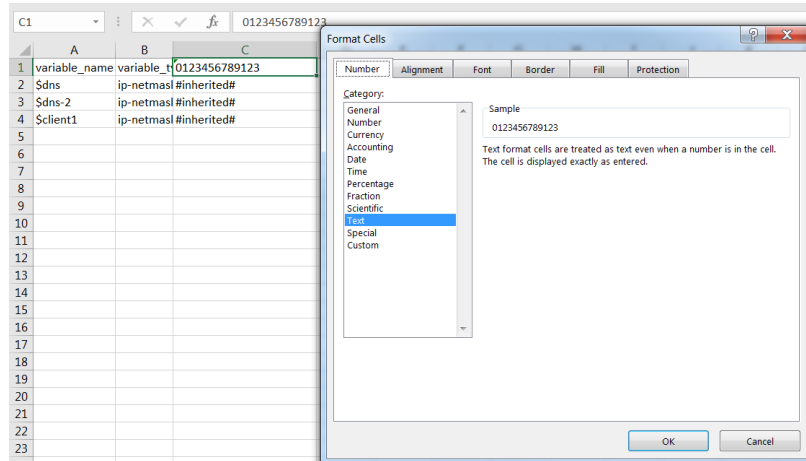 C1 fx 0123456789123
A B C
1 variable_name variable_t 0123456789123
2 $dns ip-netmasl #inherited#
3 $dns-2 ip-netmasl #inherited#
4 $client1 ip-netmasl #inherited#
5
6
7
8
9
10
11
12
13
14
15
16
17
18
19
20
21
22
23
Format Cells
Number Alignment Font Border Fill Protection
Category:
General
Number
Currency
Accounting
Date
Time
Percentage
Fraction
Scientific
Text
Special
Custom
Sample
0123456789123
Text format cells are treated as text even when a number is in the cell.
The cell is displayed exactly as entered.
OK Cancel